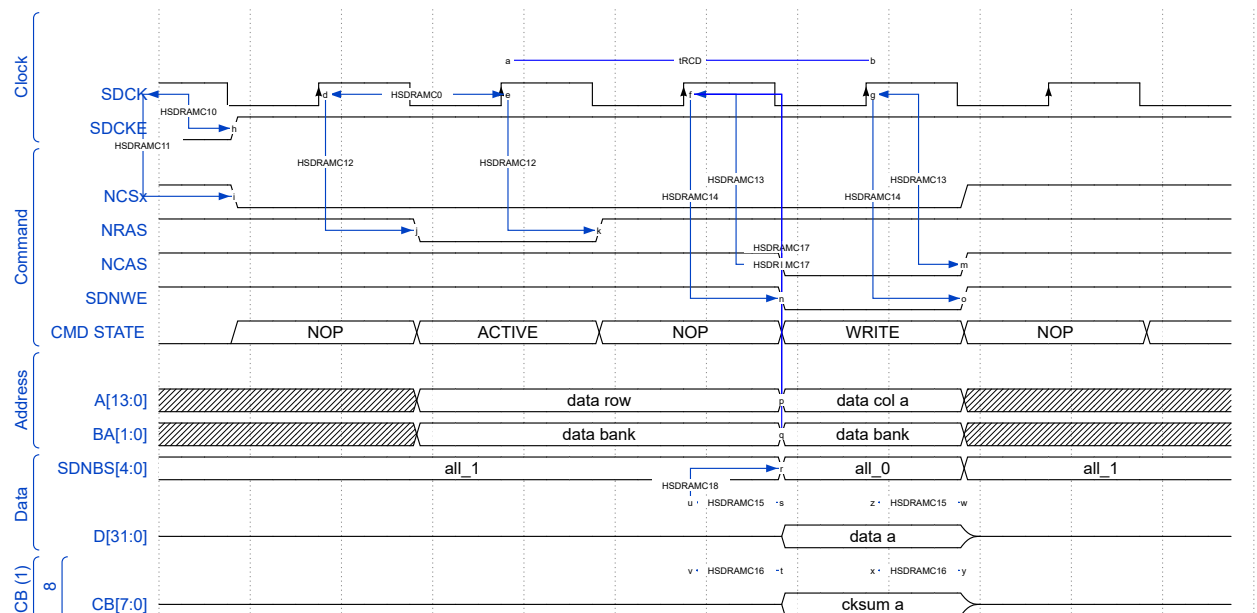 Clock
a tRCD b
SDCK d HSDRAMC0 e f g
HSDRAMC10
SDCKE h
HSDRAMC11
Command
HSDRAMC12 HSDRAMC12
HSDRAMC13 HSDRAMC13
NCSx i HSDRAMC14 HSDRAMC14
NRAS j k
HSDRAMC17
NCAS HSDRAMC17 m
SDNWE n o
CMD STATE NOP ACTIVE NOP WRITE NOP
Address
A[13:0] data row p data col a
BA[1:0] data bank q data bank
Data
SDNBS[4:0] all_1 r all_0 all_1
HSDRAMC18
u HSDRAMC15 s z HSDRAMC15 w
D[31:0] data a
CB (1)
8
v HSDRAMC16 t x HSDRAMC16 y
CB[7:0] cksum a